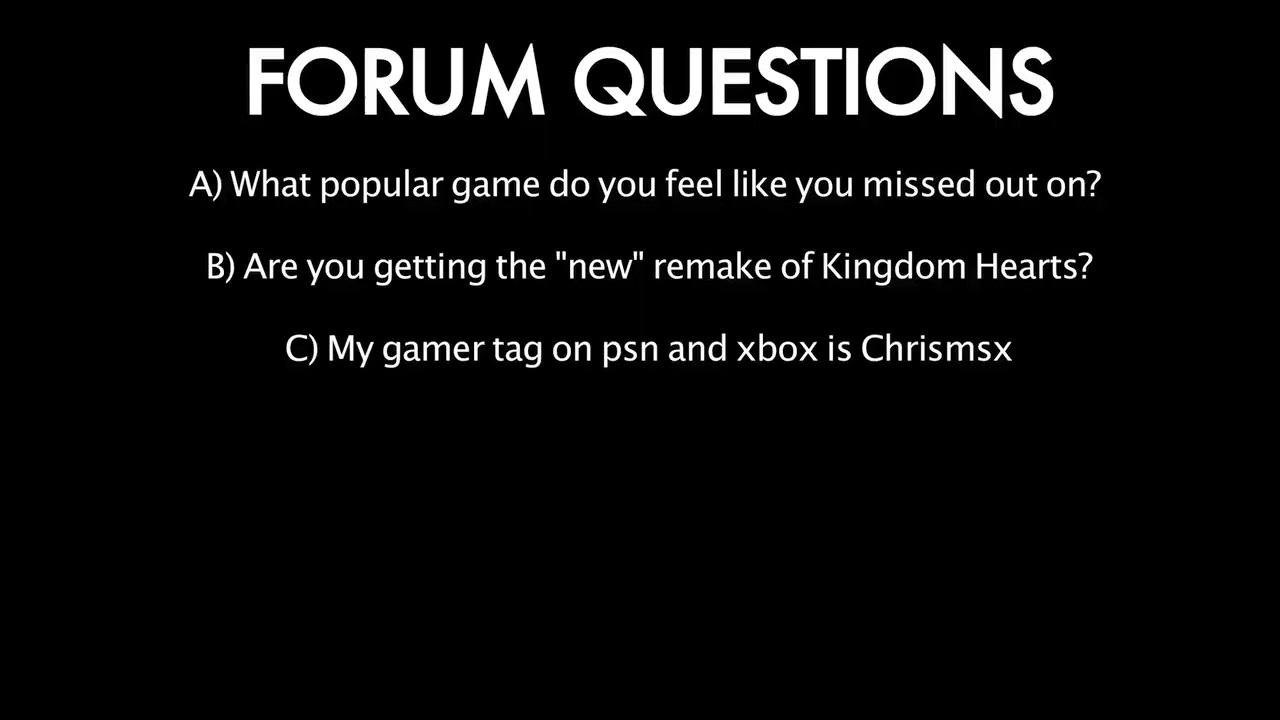 FORUM QUESTIONS
A) What popular game do you feel like you missed out on?
B) Are you getting the "new" remake of Kingdom Hearts?
C) My gamer tag on psn and xbox is Chrismsx